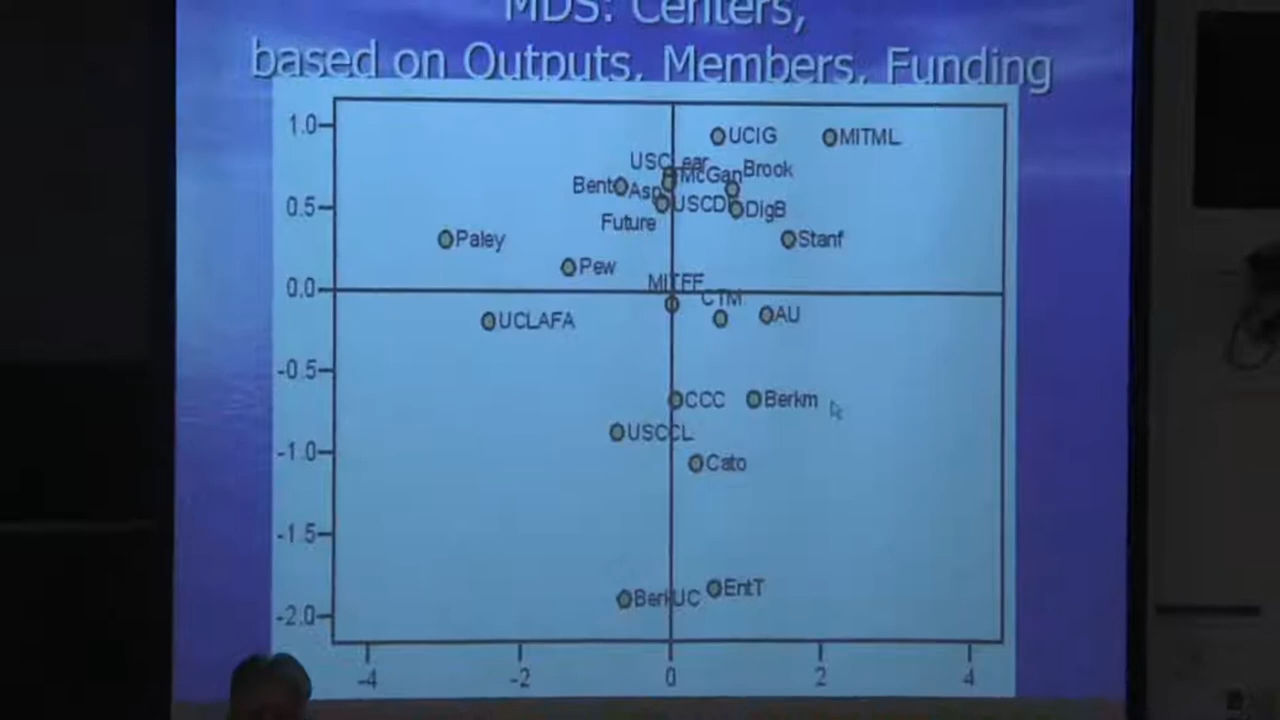 MDS: Centers,
based on Outputs, Members, Funding
1.0
UCIG
MITML
Brook
McGan
Bent
0.5
USCD
DigB
Future
Paley
Stanf
Pew
0.0
MITFF
CTM
UCLAFA
AU
-0.5
CCC
Berkm
USCCL
-1.0
Cato
-1.5
EntT
BerkUC
-2.0
-4
-2
0
2
4